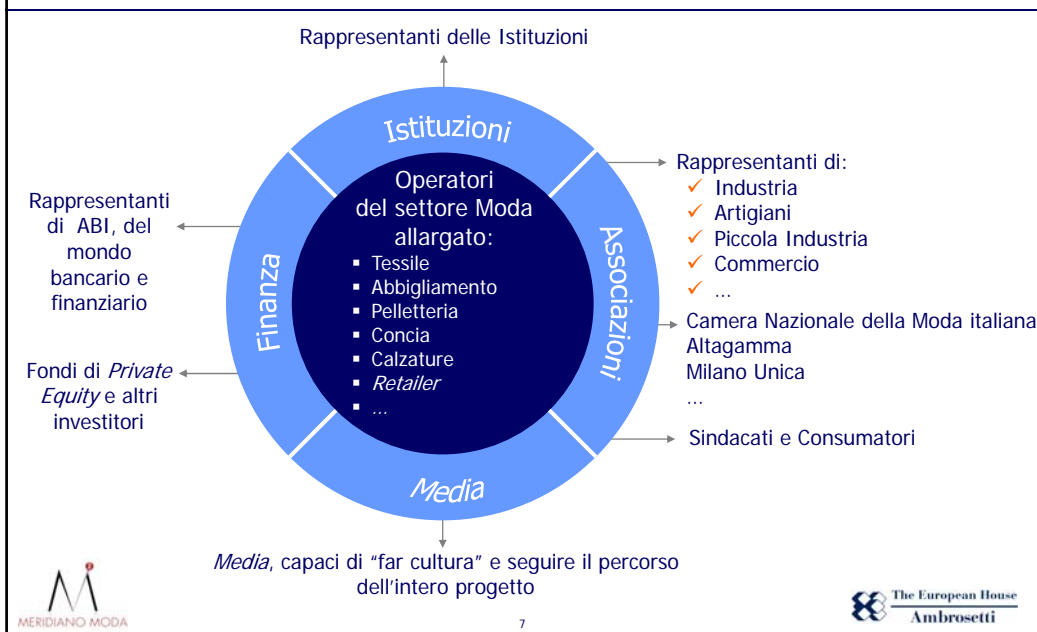 Rappresentanti delle Istituzioni
Istituzioni
Operatori
del settore Moda
allargato:
▪ Tessile
▪ Abbigliamento
▪ Pelletteria
▪ Concia
▪ Calzature
▪ Retailer
▪ ...
Finanza
Associazioni
Media
Rappresentanti
di ABI, del
mondo
bancario e
finanziario
Fondi di Private
Equity e altri
investitori
Rappresentanti di:
✓ Industria
✓ Artigiani
✓ Piccola Industria
✓ Commercio
✓ ...
Camera Nazionale della Moda italiana
Altagamma
Milano Unica
...
Sindacati e Consumatori
Media, capaci di “far cultura” e seguire il percorso
dell’intero progetto
MERIDIANO MODA
7
The European House
Ambrosetti